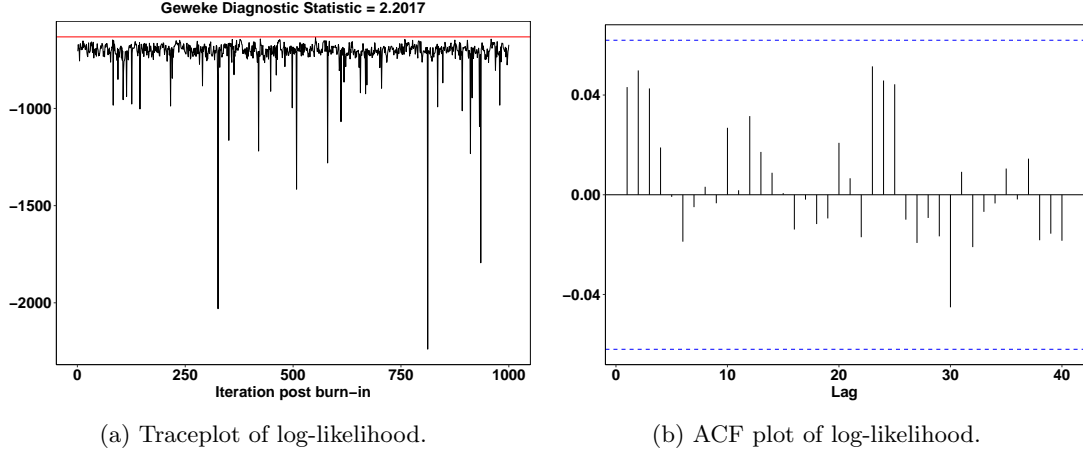 Geweke Diagnostic Statistic = 2.2017
−1000
−1500
−2000
0 250 500 750 1000
Iteration post burn−in
(a) Traceplot of log-likelihood.
0.04
0.00
−0.04
0 10 20 30 40
Lag
(b) ACF plot of log-likelihood.